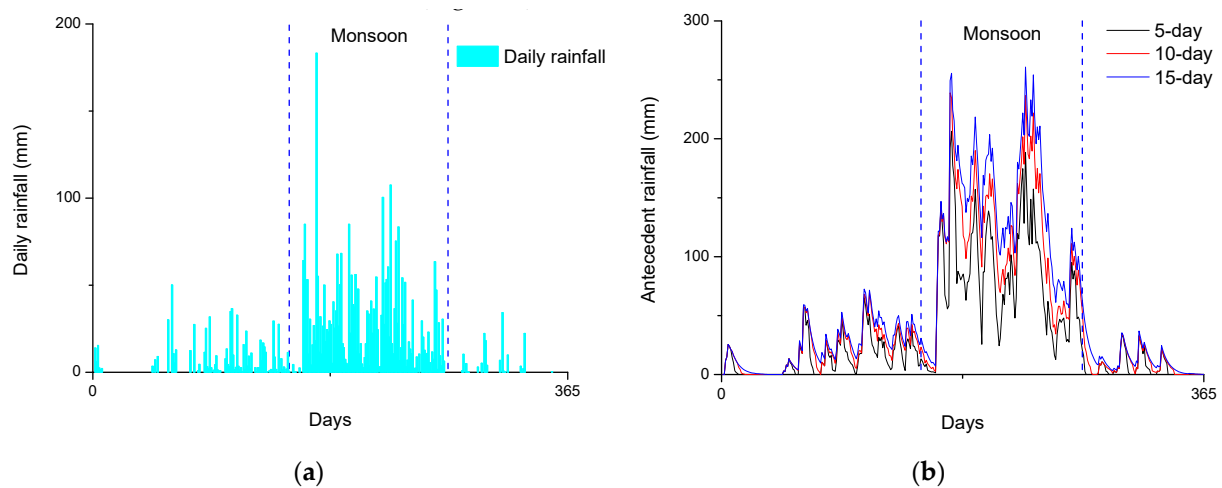 200
Monsoon
Daily rainfall
100
0
0
365
Daily rainfall (mm)
Days
(a)
300
Monsoon
5-day
10-day
15-day
200
100
0
0
365
Antecedent rainfall (mm)
Days
(b)